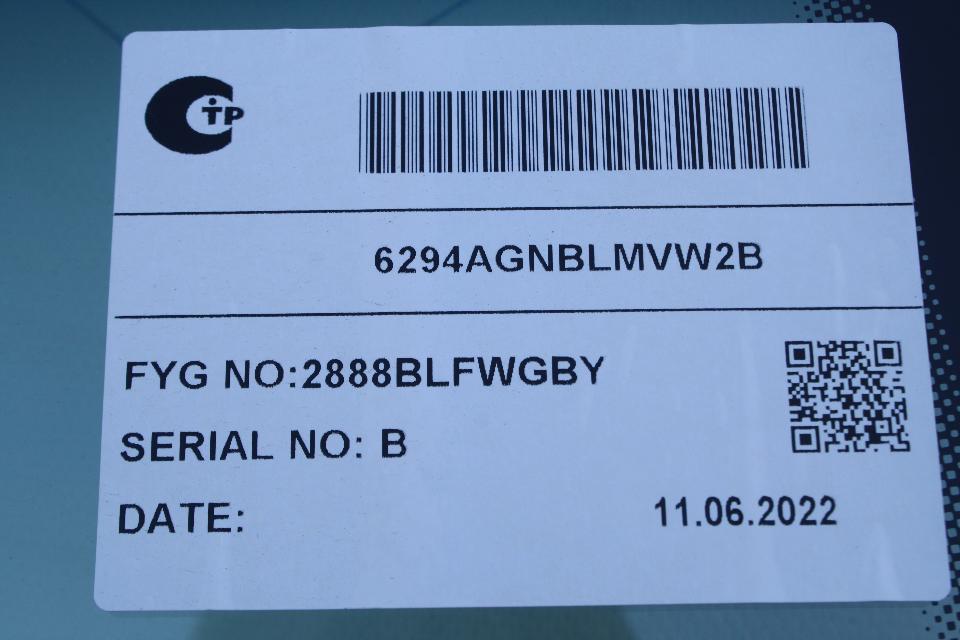 TP
6294AGNBLMVW2B
FYG NO:2888BLFWGBY
SERIAL NO: B
DATE: 11.06.2022